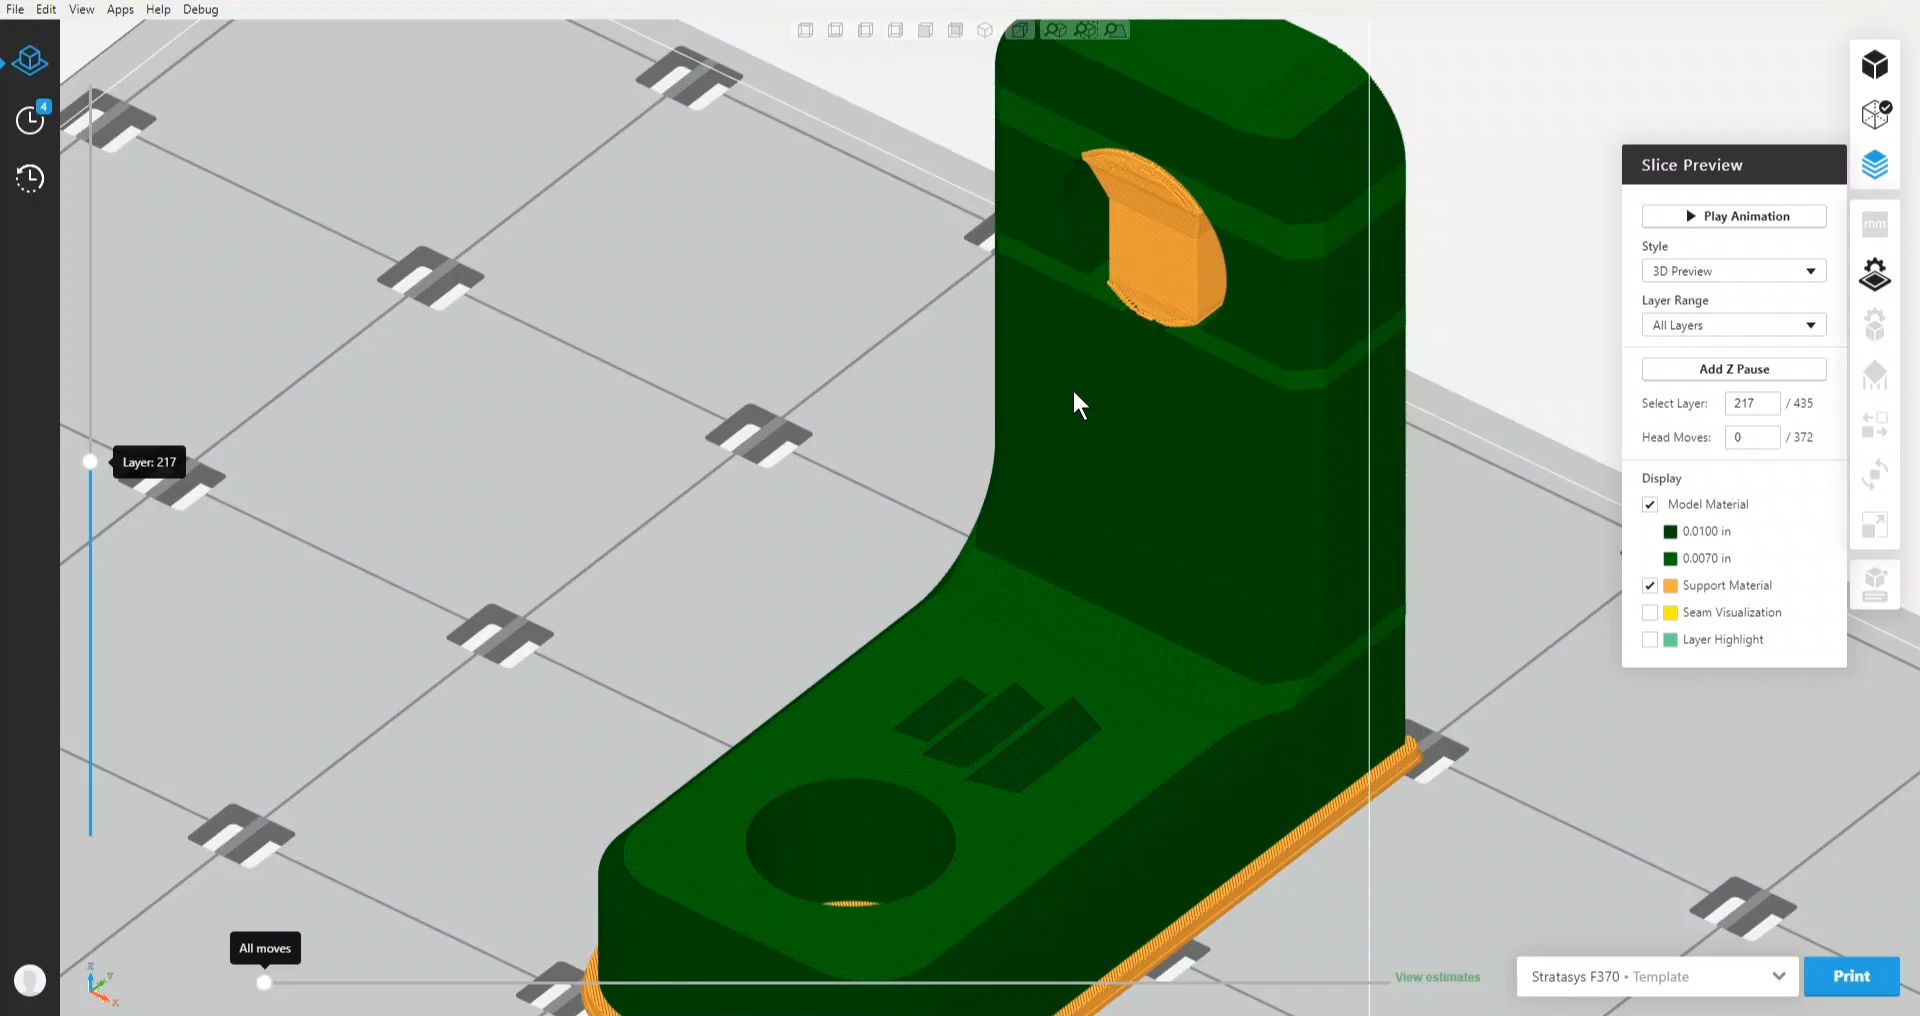 File Edit View Apps Help Debug
4
Slice Preview
Play Animation
Style
3D Preview
Layer Range
All Layers
mm
Add Z Pause
Select Layer: 217 / 435
Head Moves: 0 / 372
Layer: 217
Display
Model Material
0.0100 in
0.0070 in
Support Material
Seam Visualization
Layer Highlight
All moves
View estimates
Stratasys F370 • Template
Print
Z
Y
X